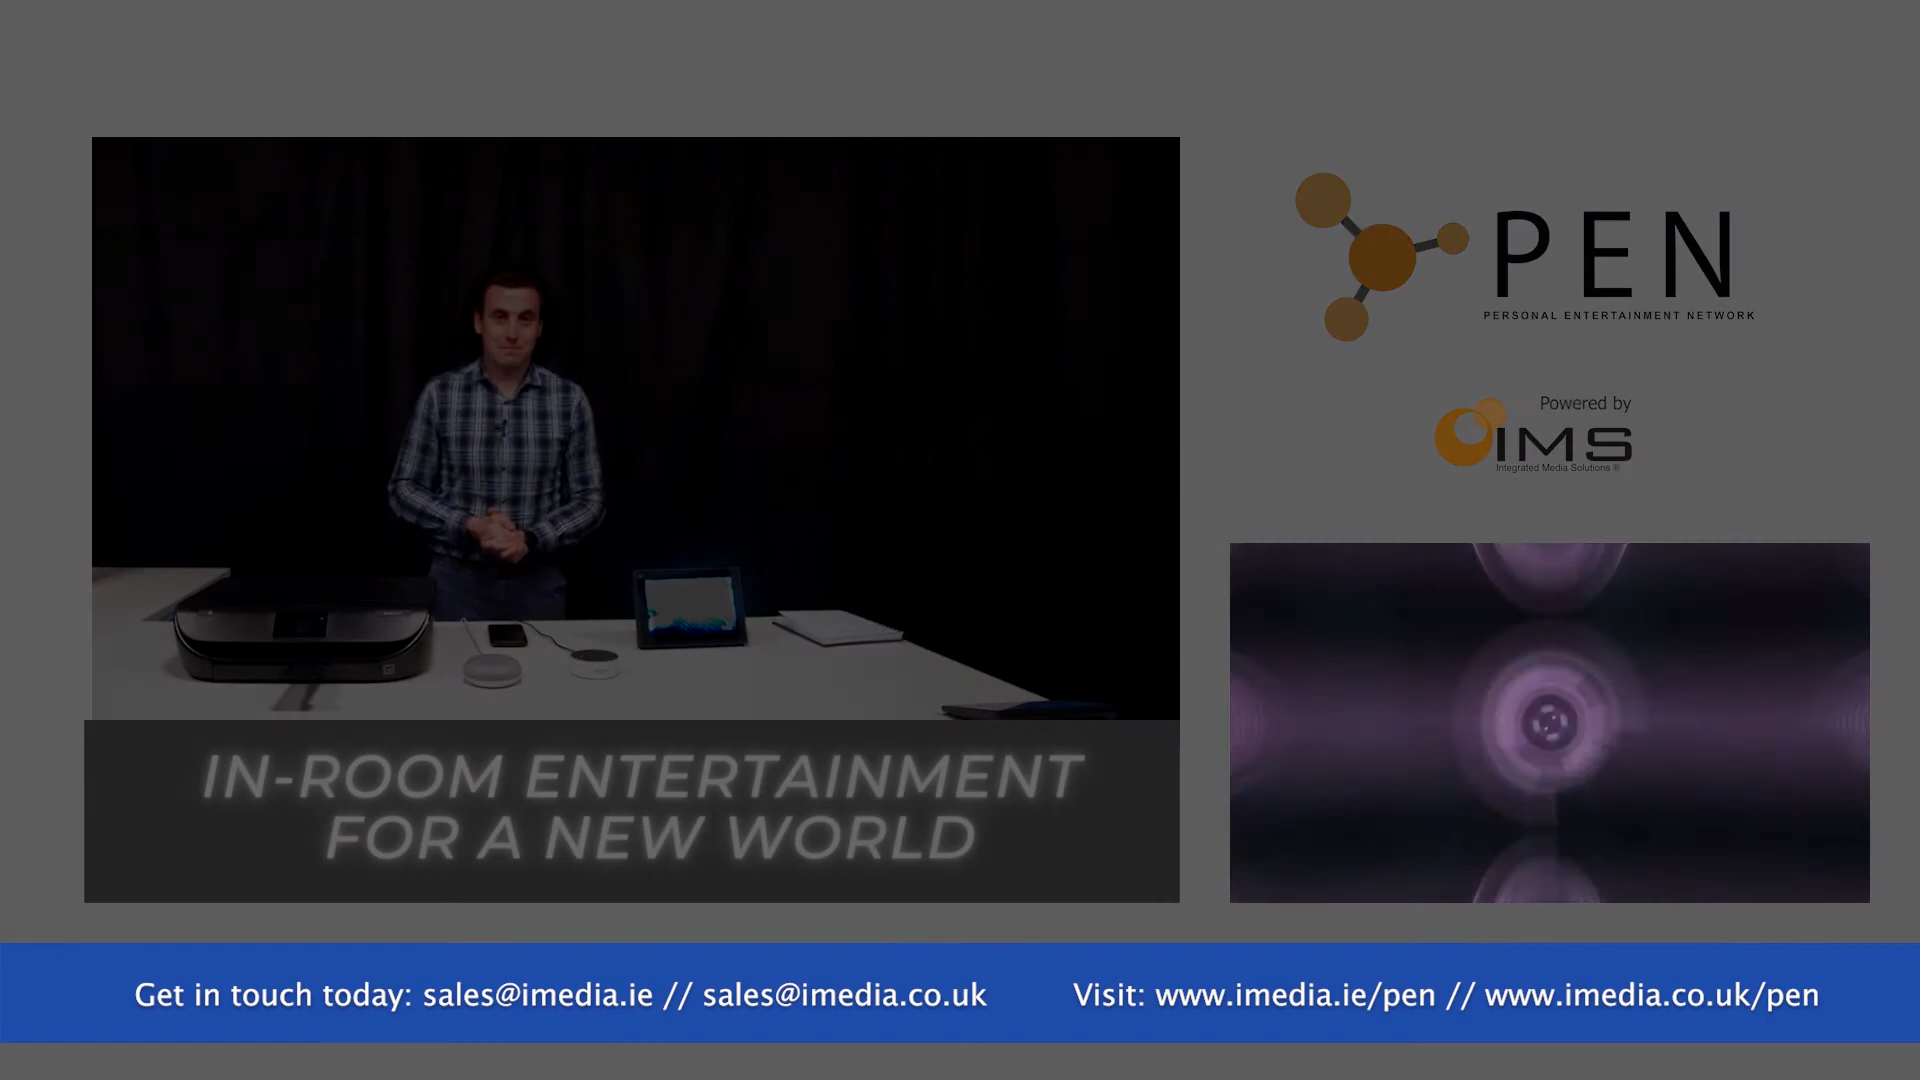 PEN
PERSONAL ENTERTAINMENT NETWORK
Powered by
IMS
Integrated Media Solutions ®
IN-ROOM ENTERTAINMENT
FOR A NEW WORLD
Get in touch today: sales@imedia.ie // sales@imedia.co.uk
Visit: www.imedia.ie/pen // www.imedia.co.uk/pen